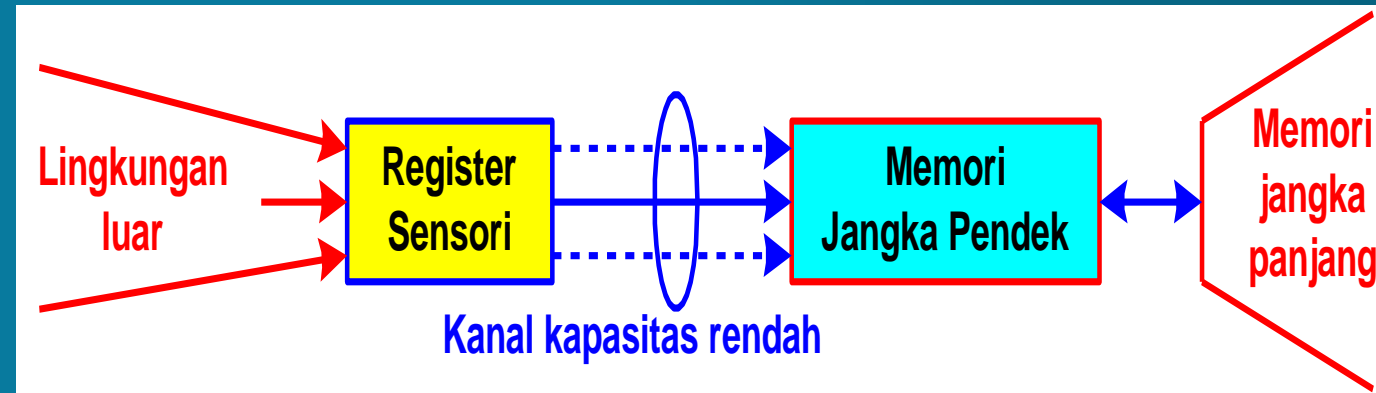 Lingkungan
luar
Register
Sensori
Memori
Jangka Pendek
Memori
jangka
panjang
Kanal kapasitas rendah